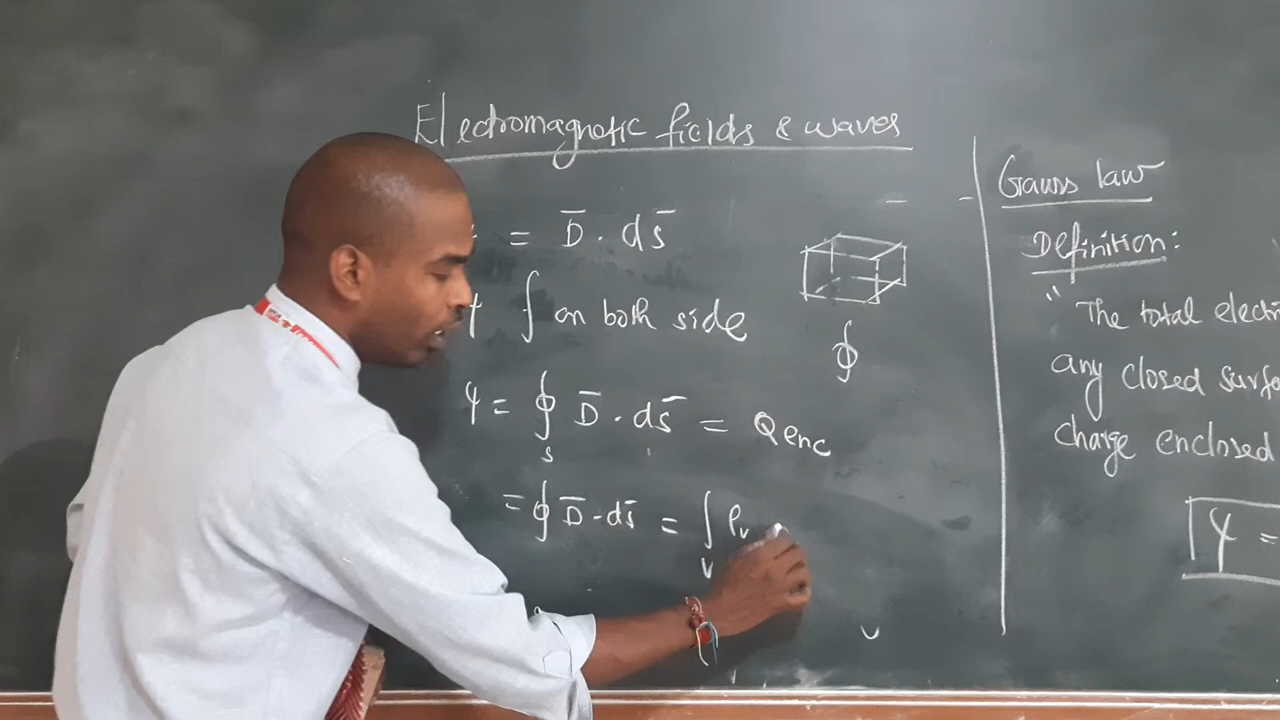 Electromagnetic fields & waves
= D̅ . ds̅
ψ ∫ on both side
ψ = ∮ D̅ . ds̅ = Qenc
s
= ∮ D̅ . ds̅ = ∫ ρv
v
∮
v
Gauss law
Definition:
" The total electri
any closed surfa
charge enclosed
ψ =